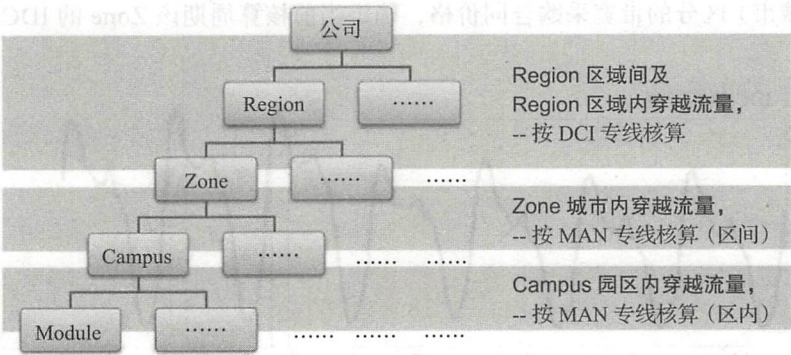 公司
Region
······
Region 区域间及
Region 区域内穿越流量，
-- 按 DCI 专线核算
Zone
······
······
Zone 城市内穿越流量，
-- 按 MAN 专线核算（区间）
Campus
······
······
······
Campus 园区内穿越流量，
-- 按 MAN 专线核算（区内）
Module
······
······
······
······